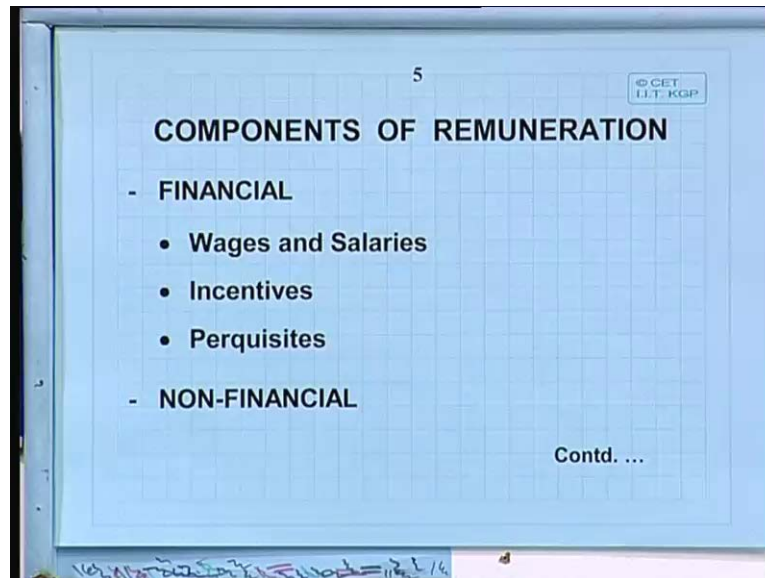 5
© CET
I.I.T. KGP
COMPONENTS OF REMUNERATION
- FINANCIAL
• Wages and Salaries
• Incentives
• Perquisites
- NON-FINANCIAL
Contd. ...